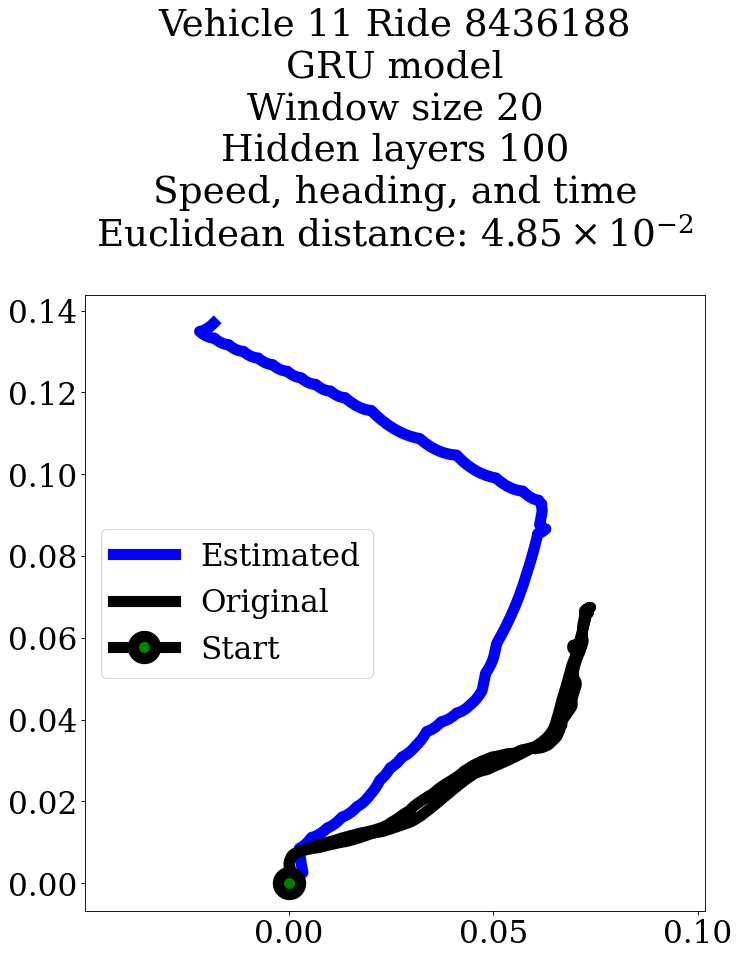 Vehicle 11 Ride 8436188
GRU model
Window size 20
Hidden layers 100
Speed, heading, and time
Euclidean distance: 4.85 × 10⁻²
0.14
0.12
0.10
0.08
0.06
0.04
0.02
0.00
Estimated
Original
Start
0.00 0.05 0.10